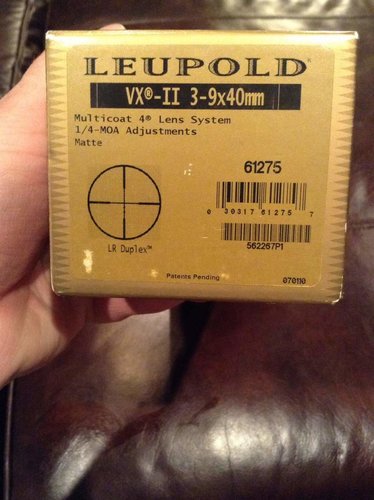 LEUPOLD®
VX®-II 3-9x40mm
Multicoat 4® Lens System
1/4-MOA Adjustments
Matte
61275
0 30317 61275 7
562267P1
LR Duplex™
Patents Pending
070110